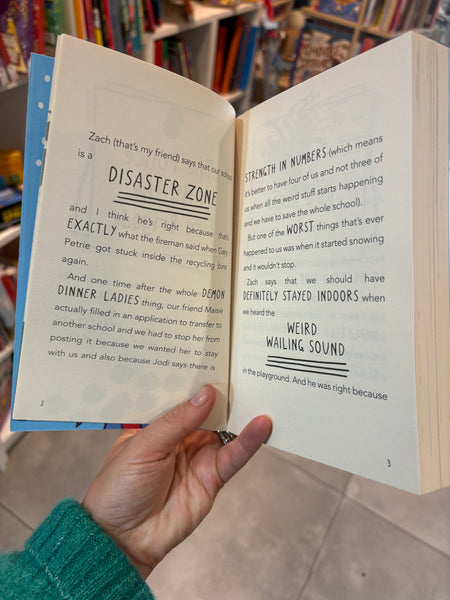 Zach (that's my friend) says that our school
is a
DISASTER ZONE
and I think he's right because that's
EXACTLY what the fireman said when Gary
Petrie got stuck inside the recycling bins
again.
And one time after the whole DEMON
DINNER LADIES thing, our friend Maisie
actually filled in an application to transfer to
another school and we had to stop her from
posting it because we wanted her to stay
with us and also because Jodi says there is
2
STRENGTH IN NUMBERS (which means
it's better to have four of us and not three of
us when all the weird stuff starts happening
and we have to save the whole school).
But one of the WORST things that's ever
happened to us was when it started snowing
and it wouldn't stop.
Zach says that we should have
DEFINITELY STAYED INDOORS when
we heard the
WEIRD
WAILING SOUND
in the playground. And he was right because
3